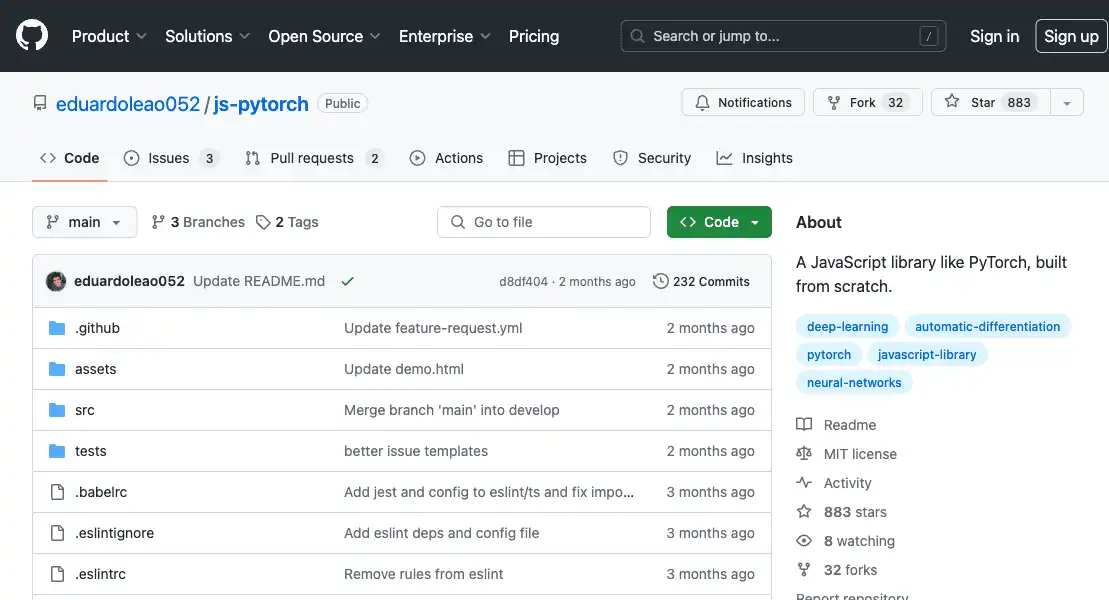 Product Solutions Open Source Enterprise Pricing Search or jump to... / Sign in Sign up
eduardoleao052 / js-pytorch Public Notifications Fork 32 Star 883
Code Issues 3 Pull requests 2 Actions Projects Security Insights
main 3 Branches 2 Tags Go to file Code
eduardoleao052 Update README.md d8df404 · 2 months ago 232 Commits
.github Update feature-request.yml 2 months ago
assets Update demo.html 2 months ago
src Merge branch 'main' into develop 2 months ago
tests better issue templates 2 months ago
.babelrc Add jest and config to eslint/ts and fix impo... 3 months ago
.eslintignore Add eslint deps and config file 3 months ago
.eslintrc Remove rules from eslint 3 months ago
About
A JavaScript library like PyTorch, built
from scratch.
deep-learning automatic-differentiation
pytorch javascript-library
neural-networks
Readme
MIT license
Activity
883 stars
8 watching
32 forks
Report repository